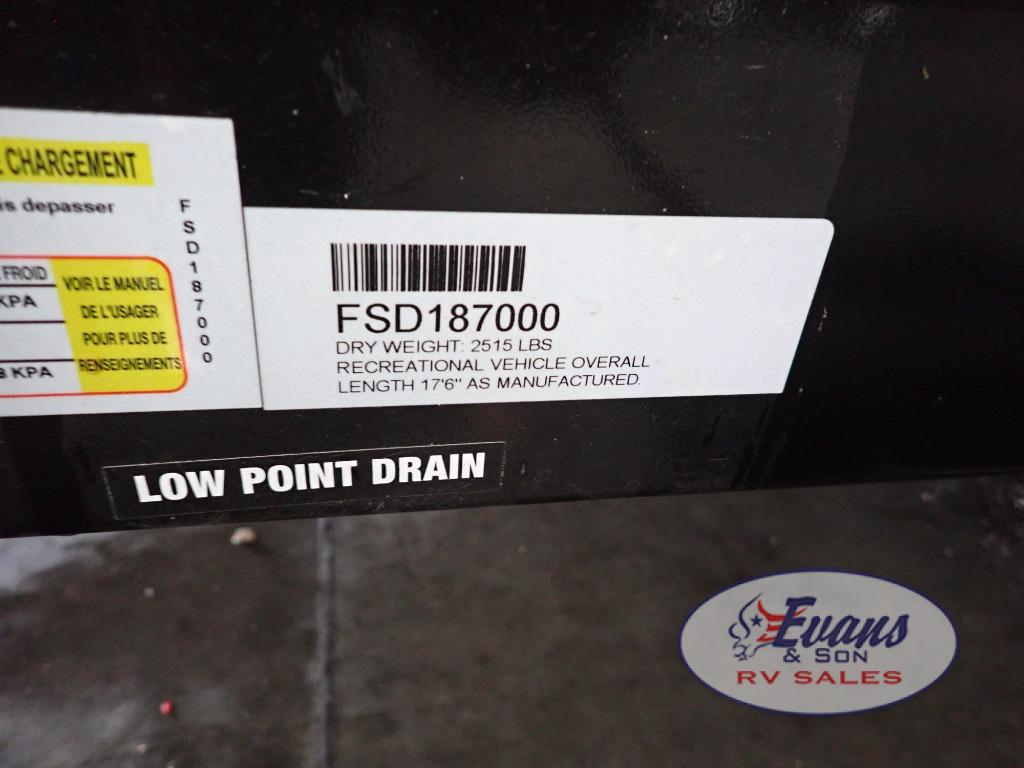 E CHARGEMENT
is depasser
FROID
KPA
8 KPA
VOIR LE MANUEL
DE L'USAGER
POUR PLUS DE
RENSEIGNEMENTS
FSD187000
FSD187000
DRY WEIGHT: 2515 LBS
RECREATIONAL VEHICLE OVERALL
LENGTH 17'6" AS MANUFACTURED.
LOW POINT DRAIN
Evans
& SON
RV SALES